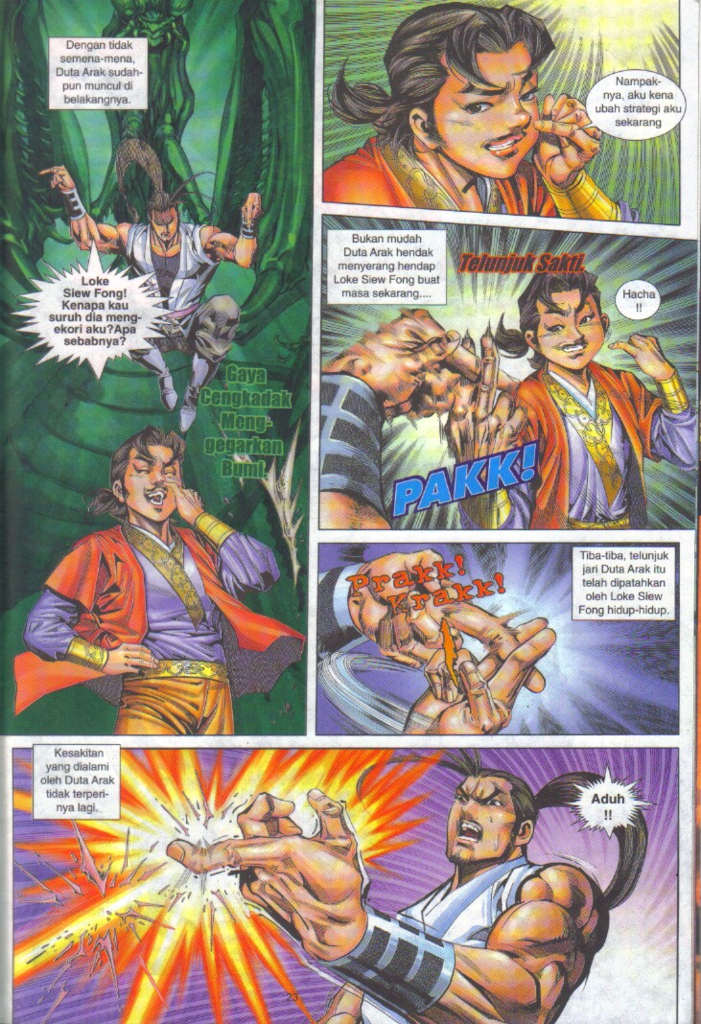 Dengan tidak
semena-mena,
Duta Arak sudah-
pun muncul di
belakangnya.
Loke
Siew Fong!
Kenapa kau
suruh dia meng-
ekori aku?Apa
sebabnya?
Gaya
Cengkadak
Meng-
gegarkan
Bumi.
Nampak-
nya, aku kena
ubah strategi aku
sekarang
Bukan mudah
Duta Arak hendak
menyerang hendap
Loke Siew Fong buat
masa sekarang....
Telunjuk Sakti.
Hacha
!!
PAKK!
Prakk!
Krakk!
Tiba-tiba, telunjuk
jari Duta Arak itu
telah dipatahkan
oleh Loke Siew
Fong hidup-hidup.
Kesakitan
yang dialami
oleh Duta Arak
tidak terperi-
nya lagi.
Aduh
!!
23